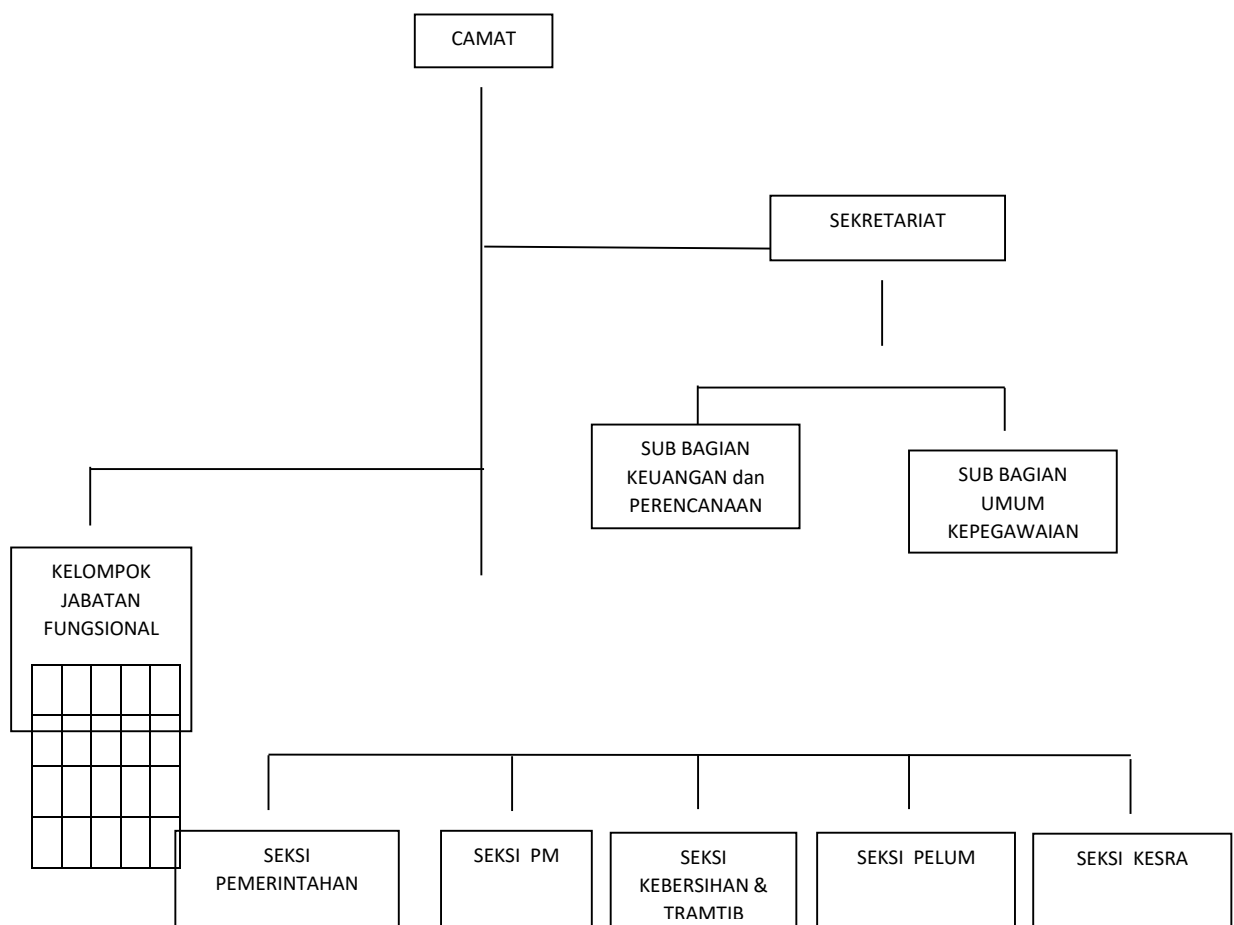 CAMAT
SEKRETARIAT
SUB BAGIAN
KEUANGAN dan
PERENCANAAN
SUB BAGIAN
UMUM
KEPEGAWAIAN
KELOMPOK
JABATAN
FUNGSIONAL
SEKSI
PEMERINTAHAN
SEKSI PM
SEKSI
KEBERSIHAN &
TRAMTIB
SEKSI PELUM
SEKSI KESRA